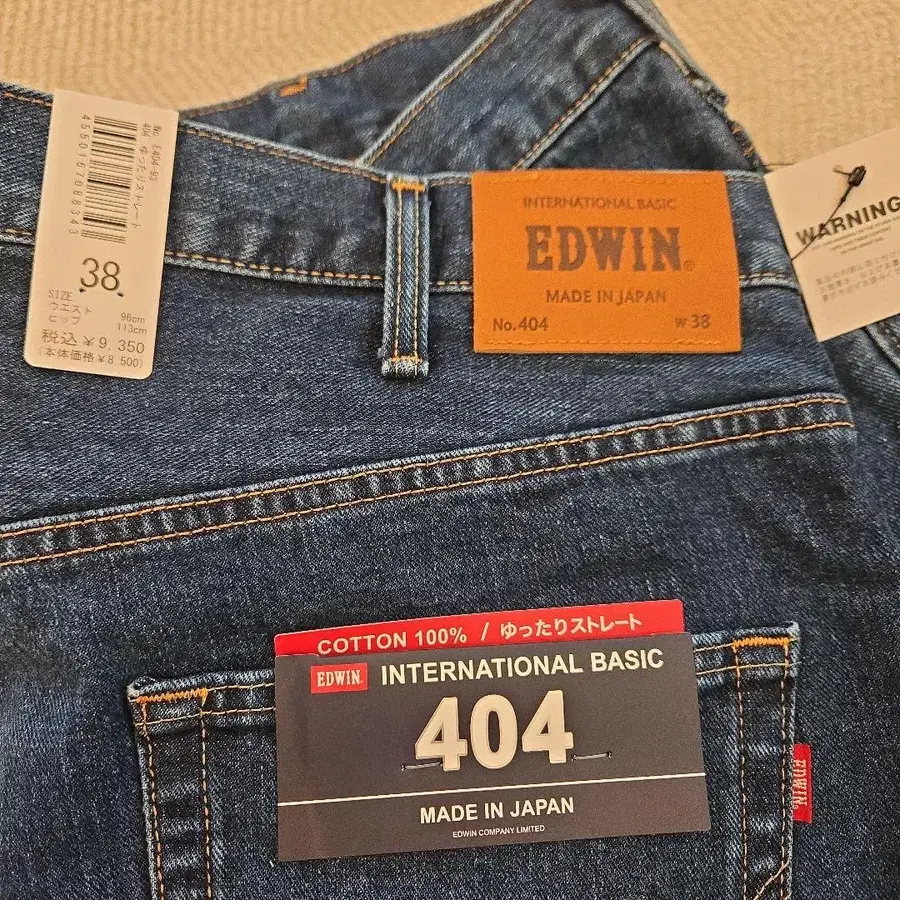 No. E404-93
404 ゆったりストレート
4560167088343
38
SIZE
ウエスト 96cm
ヒップ 113cm
税込 ¥9,350
(本体価格 ¥8,500)
INTERNATIONAL BASIC
EDWIN®
MADE IN JAPAN
No.404 W 38
WARNING
COTTON 100% / ゆったりストレート
EDWIN. INTERNATIONAL BASIC
404
MADE IN JAPAN
EDWIN COMPANY LIMITED
EDWIN®